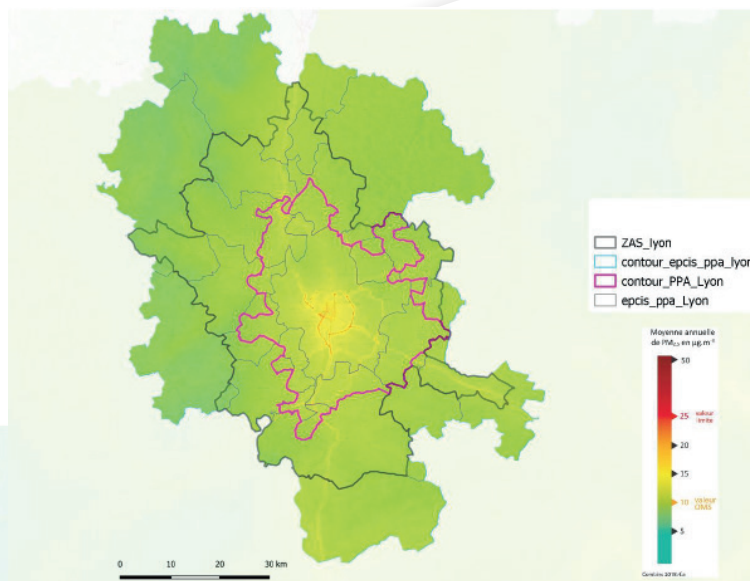 ZAS_lyon
contour_epcis_ppa_lyon
contour_PPA_Lyon
epcis_ppa_Lyon
Moyenne annuelle
de PM2,5 en µg.m-3
50
25 valeur
limite
20
15
10 valeur
OMS
5
0 10 20 30 km